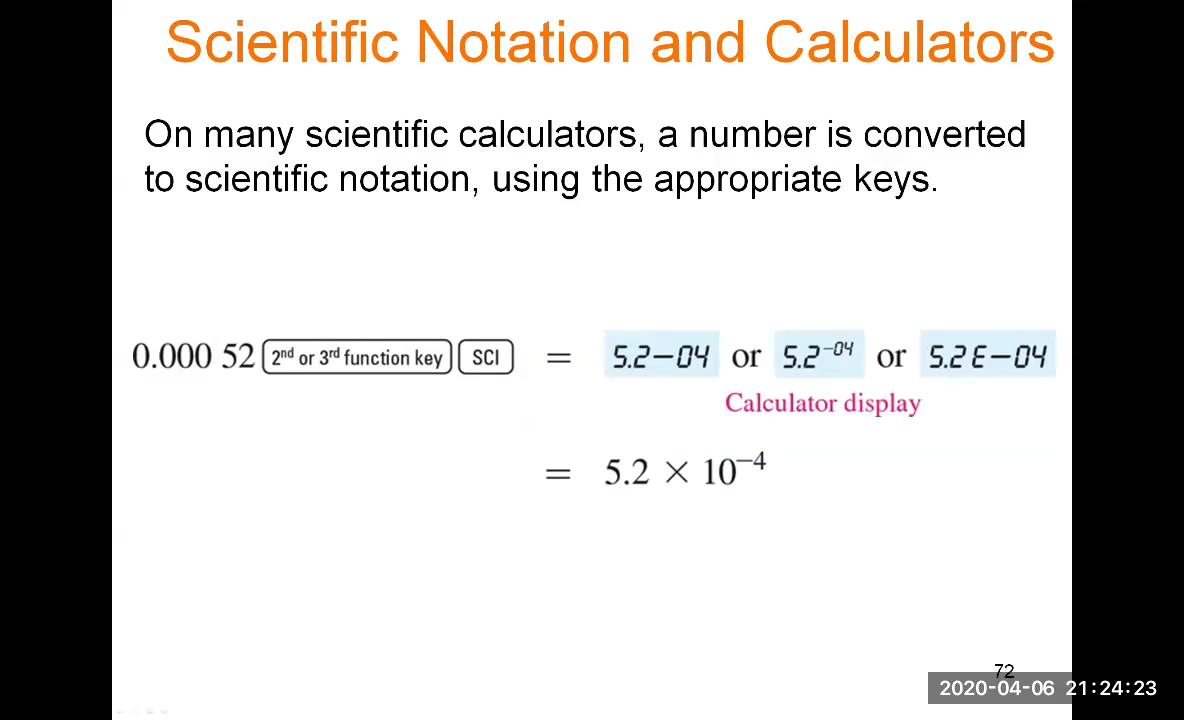 Scientific Notation and Calculators
On many scientific calculators, a number is converted
to scientific notation, using the appropriate keys.
0.000 52 2nd or 3rd function key SCI = 5.2−04 or 5.2⁻⁰⁴ or 5.2 E−04
Calculator display
= 5.2 × 10⁻⁴
72
2020-04-06 21:24:23